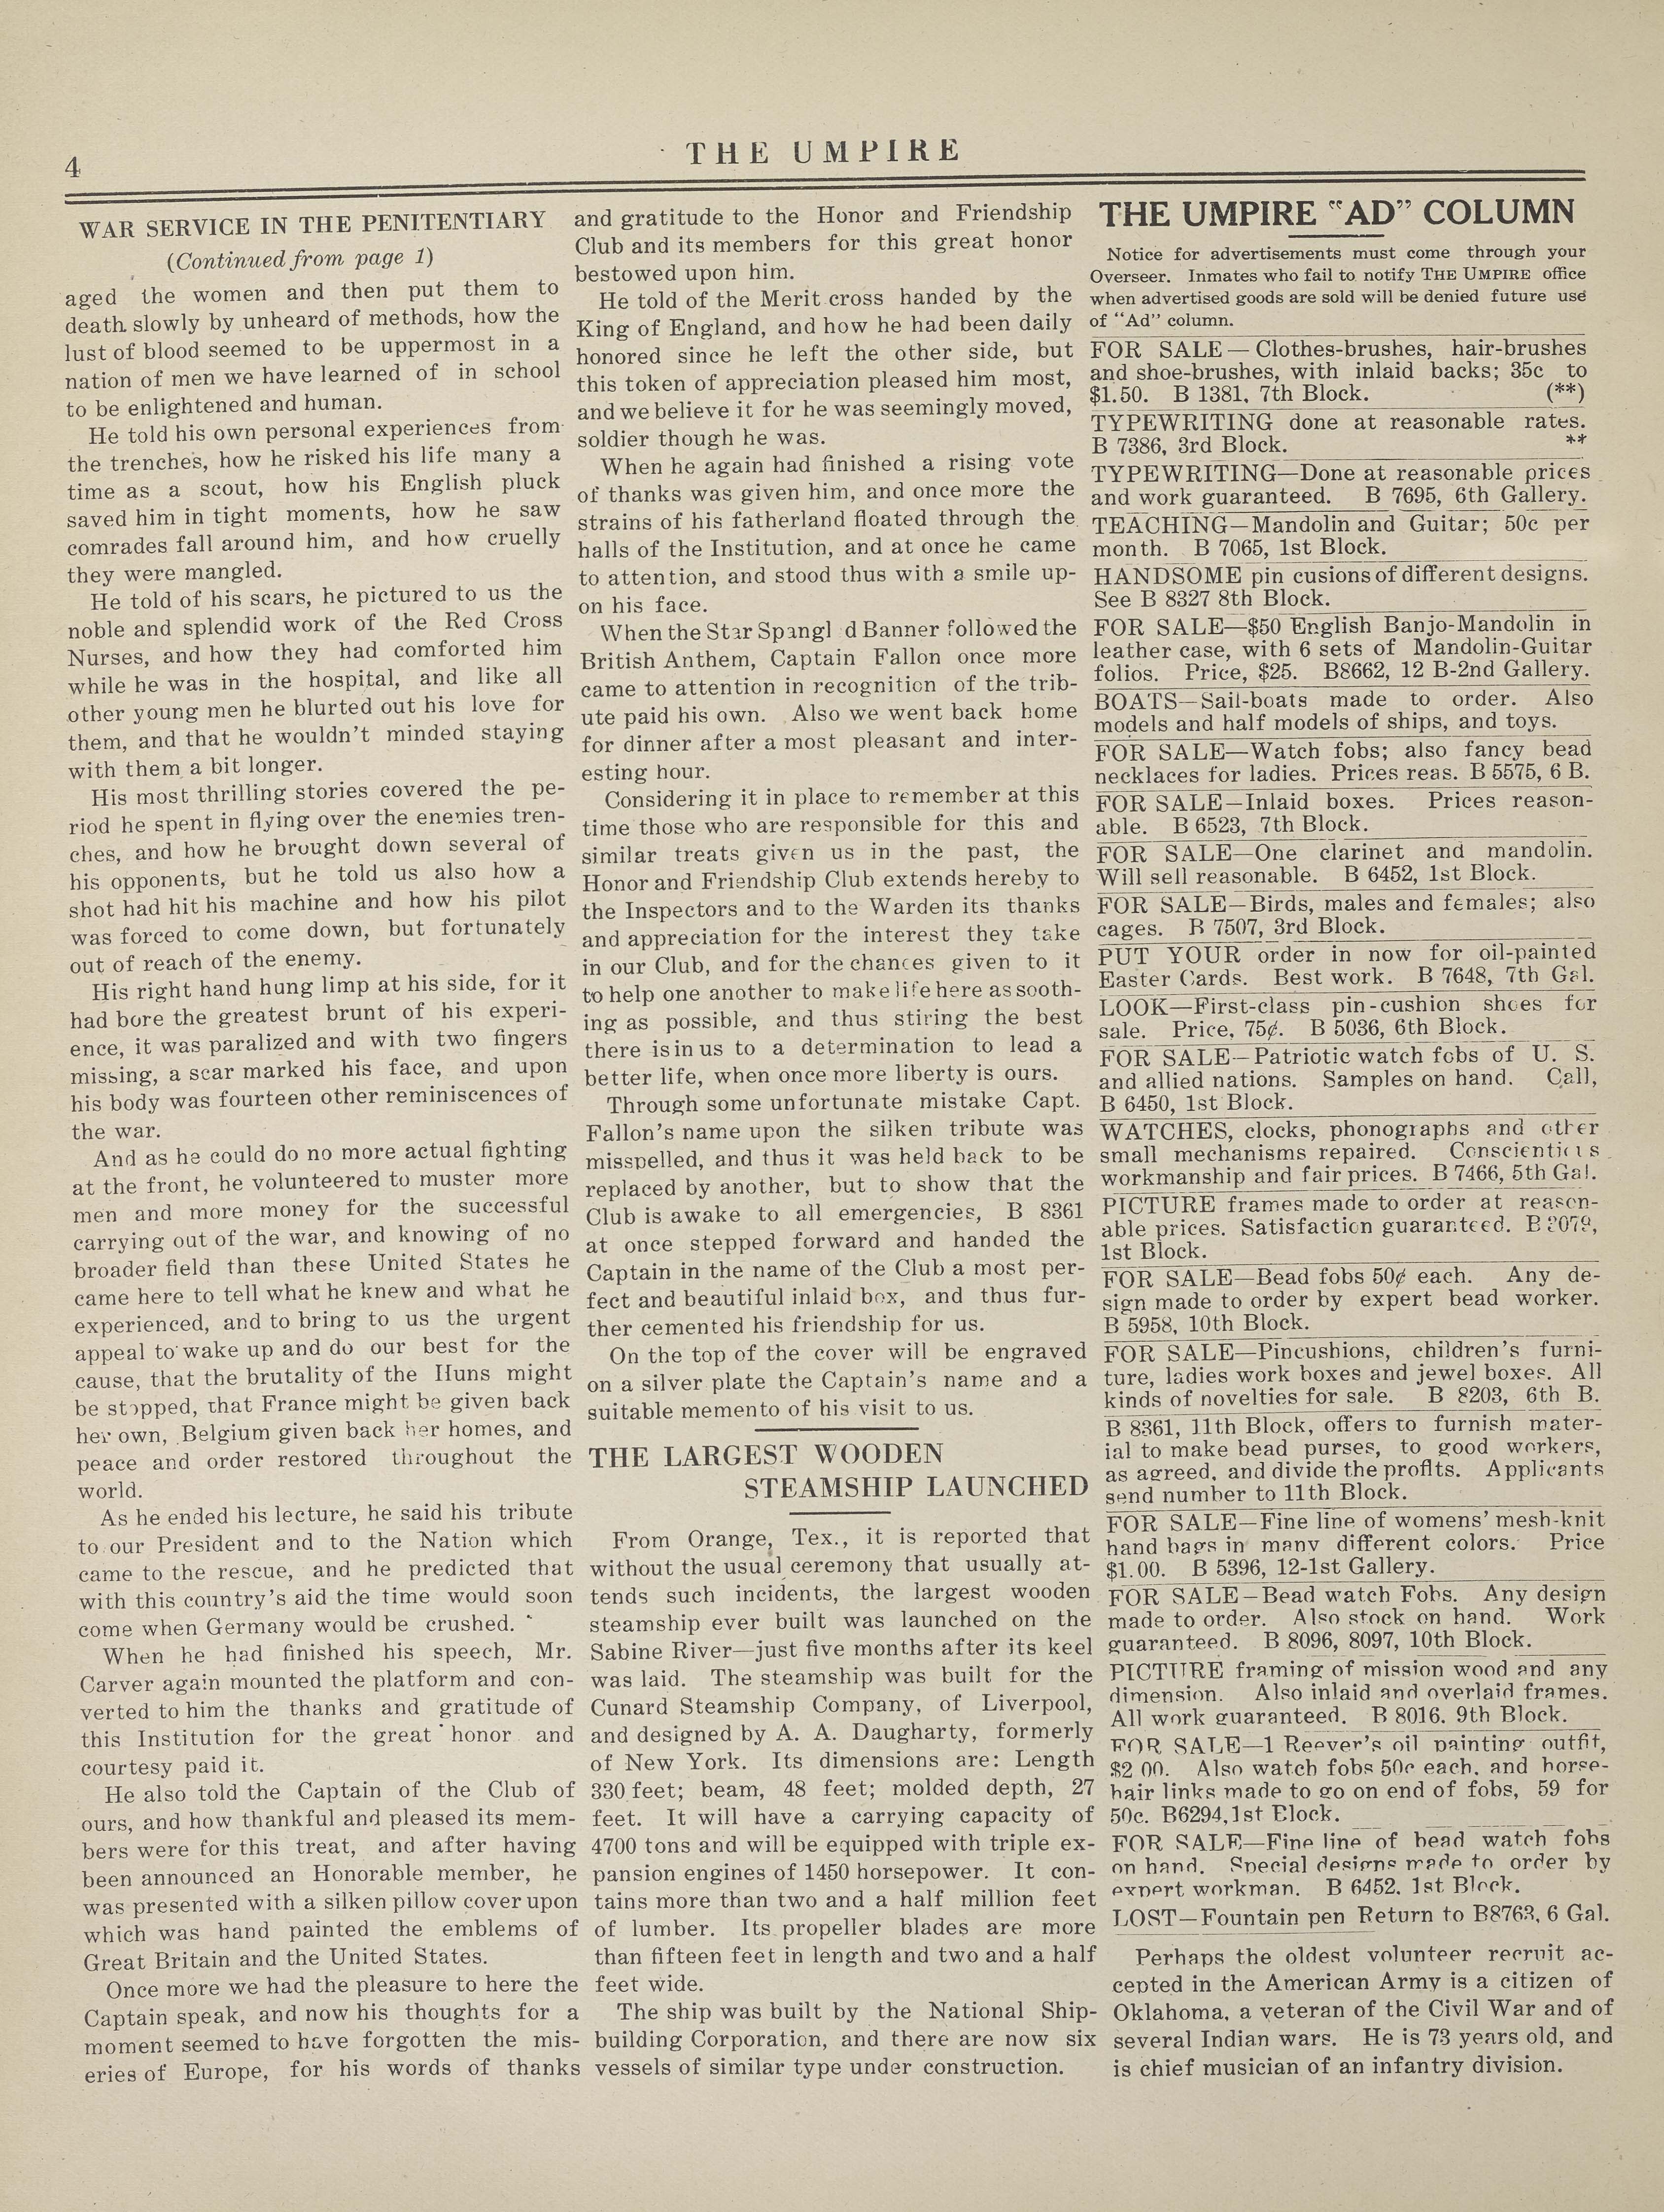 4
THE UMPIRE
WAR SERVICE IN THE PENITENTIARY
(Continued from page 1)
aged the women and then put them to
death slowly by unheard of methods, how the
lust of blood seemed to be uppermost in a
nation of men we have learned of in school
to be enlightened and human.
He told his own personal experiences from
the trenches, how he risked his life many a
time as a scout, how his English pluck
saved him in tight moments, how he saw
comrades fall around him, and how cruelly
they were mangled.
He told of his scars, he pictured to us the
noble and splendid work of the Red Cross
Nurses, and how they had comforted him
while he was in the hospital, and like all
other young men he blurted out his love for
them, and that he wouldn't minded staying
with them a bit longer.
His most thrilling stories covered the pe-
riod he spent in flying over the enemies tren-
ches, and how he brought down several of
his opponents, but he told us also how a
shot had hit his machine and how his pilot
was forced to come down, but fortunately
out of reach of the enemy.
His right hand hung limp at his side, for it
had bore the greatest brunt of his experi-
ence, it was paralized and with two fingers
missing, a scar marked his face, and upon
his body was fourteen other reminiscences of
the war.
And as he could do no more actual fighting
at the front, he volunteered to muster more
men and more money for the successful
carrying out of the war, and knowing of no
broader field than these United States he
came here to tell what he knew and what he
experienced, and to bring to us the urgent
appeal to wake up and do our best for the
cause, that the brutality of the Huns might
be stopped, that France might be given back
her own, Belgium given back her homes, and
peace and order restored throughout the
world.
As he ended his lecture, he said his tribute
to our President and to the Nation which
came to the rescue, and he predicted that
with this country's aid the time would soon
come when Germany would be crushed.
When he had finished his speech, Mr.
Carver again mounted the platform and con-
verted to him the thanks and gratitude of
this Institution for the great honor and
courtesy paid it.
He also told the Captain of the Club of
ours, and how thankful and pleased its mem-
bers were for this treat, and after having
been announced an Honorable member, he
was presented with a silken pillow cover upon
which was hand painted the emblems of
Great Britain and the United States.
Once more we had the pleasure to here the
Captain speak, and now his thoughts for a
moment seemed to have forgotten the mis-
eries of Europe, for his words of thanks
and gratitude to the Honor and Friendship
Club and its members for this great honor
bestowed upon him.
He told of the Merit cross handed by the
King of England, and how he had been daily
honored since he left the other side, but
this token of appreciation pleased him most,
and we believe it for he was seemingly moved,
soldier though he was.
When he again had finished a rising vote
of thanks was given him, and once more the
strains of his fatherland floated through the
halls of the Institution, and at once he came
to attention, and stood thus with a smile up-
on his face.
When the Star Spangl d Banner followed the
British Anthem, Captain Fallon once more
came to attention in recognition of the trib-
ute paid his own. Also we went back home
for dinner after a most pleasant and inter-
esting hour.
Considering it in place to remember at this
time those who are responsible for this and
similar treats given us in the past, the
Honor and Friendship Club extends hereby to
the Inspectors and to the Warden its thanks
and appreciation for the interest they take
in our Club, and for the chances given to it
to help one another to make life here as sooth-
ing as possible, and thus stiring the best
there is in us to a determination to lead a
better life, when once more liberty is ours.
Through some unfortunate mistake Capt.
Fallon's name upon the silken tribute was
misspelled, and thus it was held back to be
replaced by another, but to show that the
Club is awake to all emergencies, B 8361
at once stepped forward and handed the
Captain in the name of the Club a most per-
fect and beautiful inlaid box, and thus fur-
ther cemented his friendship for us.
On the top of the cover will be engraved
on a silver plate the Captain's name and a
suitable memento of his visit to us.
THE LARGEST WOODEN
STEAMSHIP LAUNCHED
From Orange, Tex., it is reported that
without the usual ceremony that usually at-
tends such incidents, the largest wooden
steamship ever built was launched on the
Sabine River—just five months after its keel
was laid. The steamship was built for the
Cunard Steamship Company, of Liverpool,
and designed by A. A. Daugharty, formerly
of New York. Its dimensions are: Length
330 feet; beam, 48 feet; molded depth, 27
feet. It will have a carrying capacity of
4700 tons and will be equipped with triple ex-
pansion engines of 1450 horsepower. It con-
tains more than two and a half million feet
of lumber. Its propeller blades are more
than fifteen feet in length and two and a half
feet wide.
The ship was built by the National Ship-
building Corporation, and there are now six
vessels of similar type under construction.
THE UMPIRE "AD" COLUMN
Notice for advertisements must come through your
Overseer. Inmates who fail to notify THE UMPIRE office
when advertised goods are sold will be denied future use
of "Ad" column.
FOR SALE—Clothes-brushes, hair-brushes
and shoe-brushes, with inlaid backs; 35c to
$1.50. B 1381, 7th Block. (**)
TYPEWRITING done at reasonable rates.
B 7386, 3rd Block. **
TYPEWRITING—Done at reasonable prices
and work guaranteed. B 7695, 6th Gallery.
TEACHING—Mandolin and Guitar; 50c per
month. B 7065, 1st Block.
HANDSOME pin cusions of different designs.
See B 8327 8th Block.
FOR SALE—$50 English Banjo-Mandolin in
leather case, with 6 sets of Mandolin-Guitar
folios. Price, $25. B8662, 12 B-2nd Gallery.
BOATS—Sail-boats made to order. Also
models and half models of ships, and toys.
FOR SALE—Watch fobs; also fancy bead
necklaces for ladies. Prices reas. B 5575, 6 B.
FOR SALE—Inlaid boxes. Prices reason-
able. B 6523, 7th Block.
FOR SALE—One clarinet and mandolin.
Will sell reasonable. B 6452, 1st Block.
FOR SALE—Birds, males and females; also
cages. B 7507, 3rd Block.
PUT YOUR order in now for oil-painted
Easter Cards. Best work. B 7648, 7th Gal.
LOOK—First-class pin-cushion shoes for
sale. Price, 75¢. B 5036, 6th Block.
FOR SALE—Patriotic watch fobs of U. S.
and allied nations. Samples on hand. Call,
B 6450, 1st Block.
WATCHES, clocks, phonographs and other
small mechanisms repaired. Conscientious
workmanship and fair prices. B 7466, 5th Gal.
PICTURE frames made to order at reason-
able prices. Satisfaction guaranteed. B
1st Block.
FOR SALE—Bead fobs 50¢ each. Any de-
sign made to order by expert bead worker.
B 5958, 10th Block.
FOR SALE—Pincushions, children's furni-
ture, ladies work boxes and jewel boxes. All
kinds of novelties for sale. B 8203, 6th B.
B 8361, 11th Block, offers to furnish mater-
ial to make bead purses, to good workers,
as agreed, and divide the profits. Applicants
send number to 11th Block.
FOR SALE—Fine line of womens' mesh-knit
hand bags in many different colors. Price
$1.00. B 5396, 12-1st Gallery.
FOR SALE—Bead watch Fobs. Any design
made to order. Also stock on hand. Work
guaranteed. B 8096, 8097, 10th Block.
PICTURE framing of mission wood and any
dimension. Also inlaid and overlaid frames.
All work guaranteed. B 8016. 9th Block.
FOR SALE—1 Reever's oil painting outfit,
$2 00. Also watch fobs 50c each, and horse-
hair links made to go on end of fobs, 59 for
50c. B6294, 1st Block.
FOR SALE—Fine line of bead watch fobs
on hand. Special designs made to order by
expert workman. B 6452. 1st Block.
LOST—Fountain pen Return to B8763, 6 Gal.
Perhaps the oldest volunteer recruit ac-
cepted in the American Army is a citizen of
Oklahoma, a veteran of the Civil War and of
several Indian wars. He is 73 years old, and
is chief musician of an infantry division.